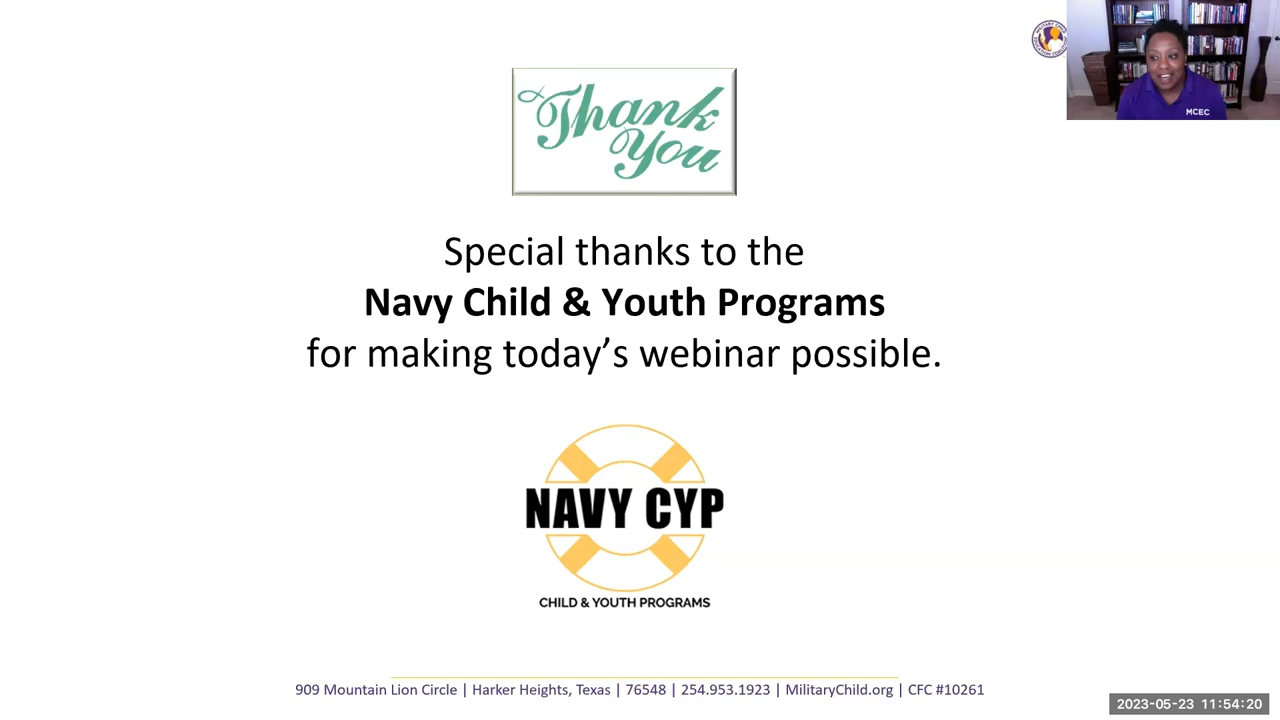 Thank
You
MCEC
Special thanks to the
Navy Child & Youth Programs
for making today’s webinar possible.
NAVY CYP
CHILD & YOUTH PROGRAMS
909 Mountain Lion Circle | Harker Heights, Texas | 76548 | 254.953.1923 | MilitaryChild.org | CFC #10261
2023-05-23 11:54:20